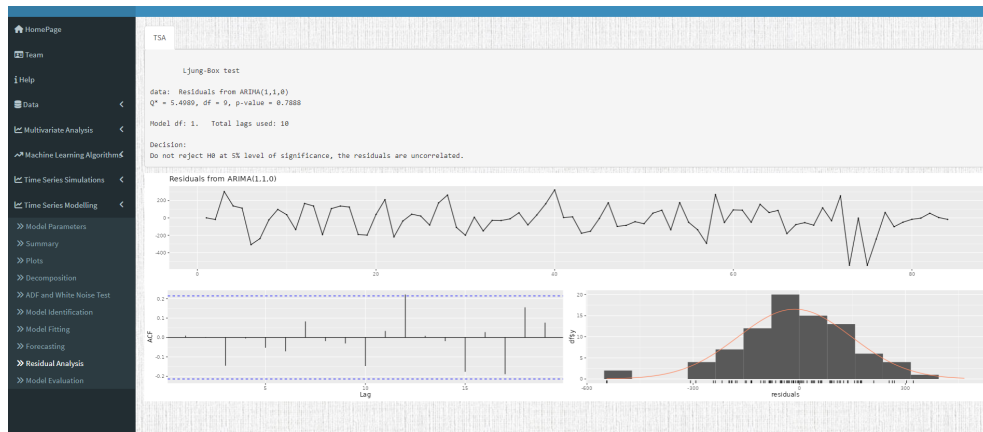 HomePage
Team
Help
Data
Multivariate Analysis
Machine Learning Algorithms
Time Series Simulations
Time Series Modelling
Model Parameters
Summary
Plots
Decomposition
ADF and White Noise Test
Model Identification
Model Fitting
Forecasting
Residual Analysis
Model Evaluation
TSA
Ljung-Box test
data: Residuals from ARIMA(1,1,0)
Q* = 5.4989, df = 9, p-value = 0.7888
Model df: 1. Total lags used: 10
Decision:
Do not reject H0 at 5% level of significance, the residuals are uncorrelated.
Residuals from ARIMA(1,1,0)
200
0
-200
-400
0 20 40 60 80
ACF
0.2
0.1
0.0
-0.1
-0.2
5 10 15
Lag
df$y
20
15
10
5
0
-600 -300 0 300
residuals